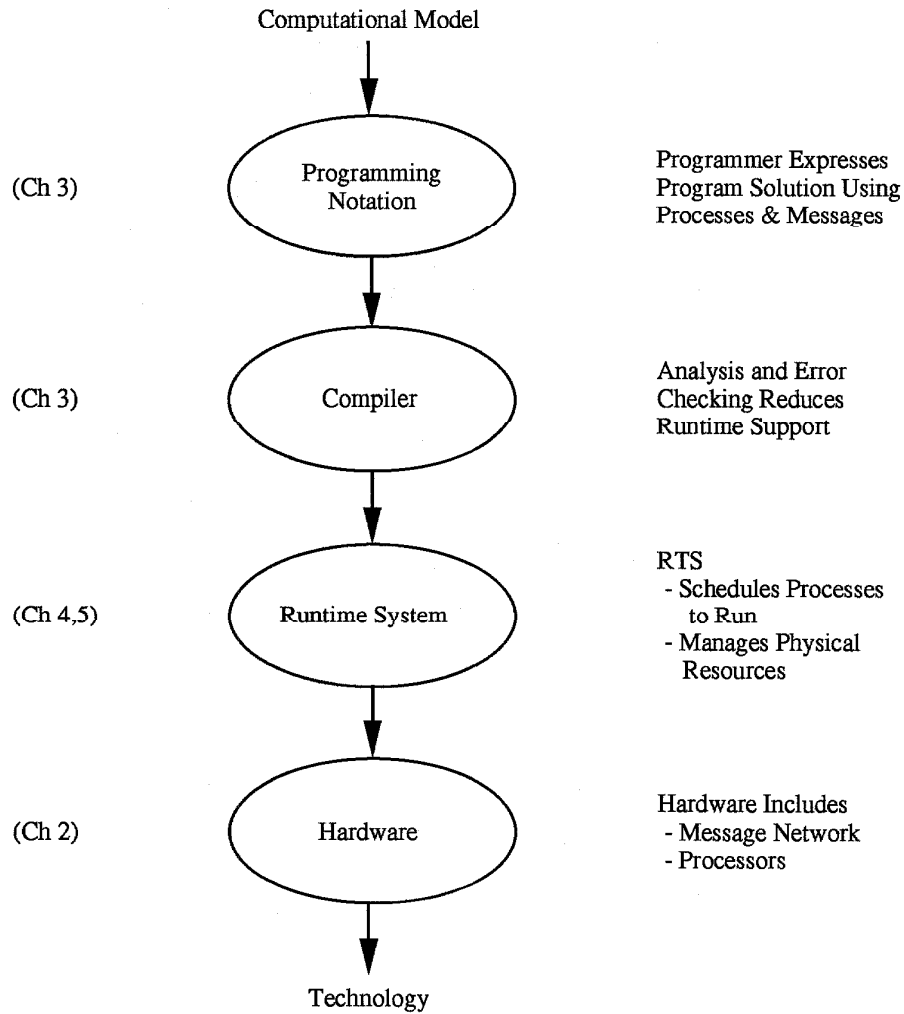 Computational Model
(Ch 3)
Programming
Notation
Programmer Expresses
Program Solution Using
Processes & Messages
(Ch 3)
Compiler
Analysis and Error
Checking Reduces
Runtime Support
(Ch 4,5)
Runtime System
RTS
- Schedules Processes
to Run
- Manages Physical
Resources
(Ch 2)
Hardware
Hardware Includes
- Message Network
- Processors
Technology